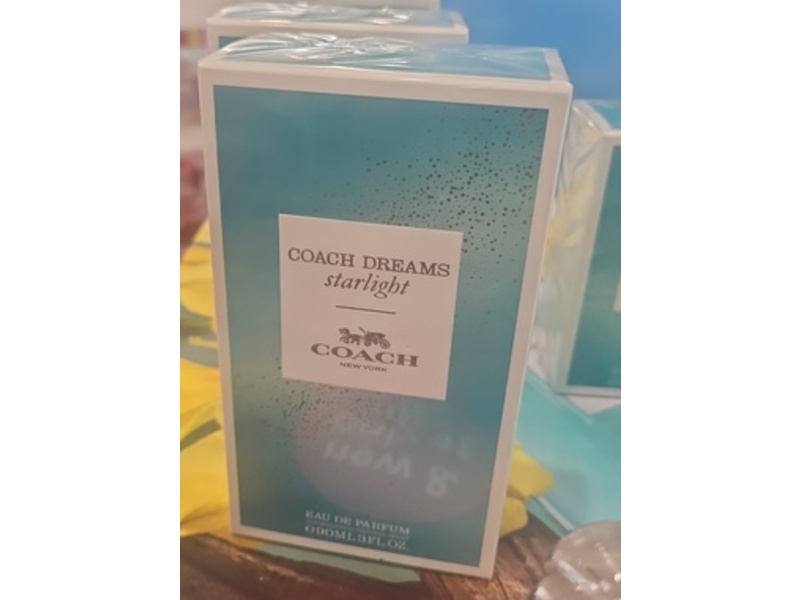 COACH DREAMS
starlight
COACH
NEW YORK
EAU DE PARFUM
℮90ML 3FL.OZ.